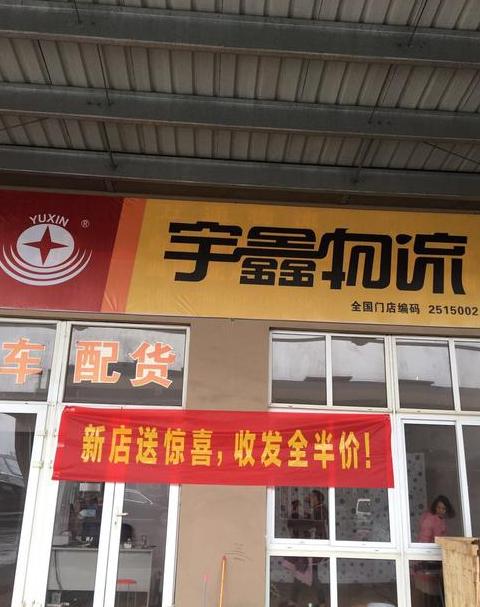 YUXIN ®
宇鑫物流
全国门店编码 2515002
车 配货
新店送惊喜，收发全半价！